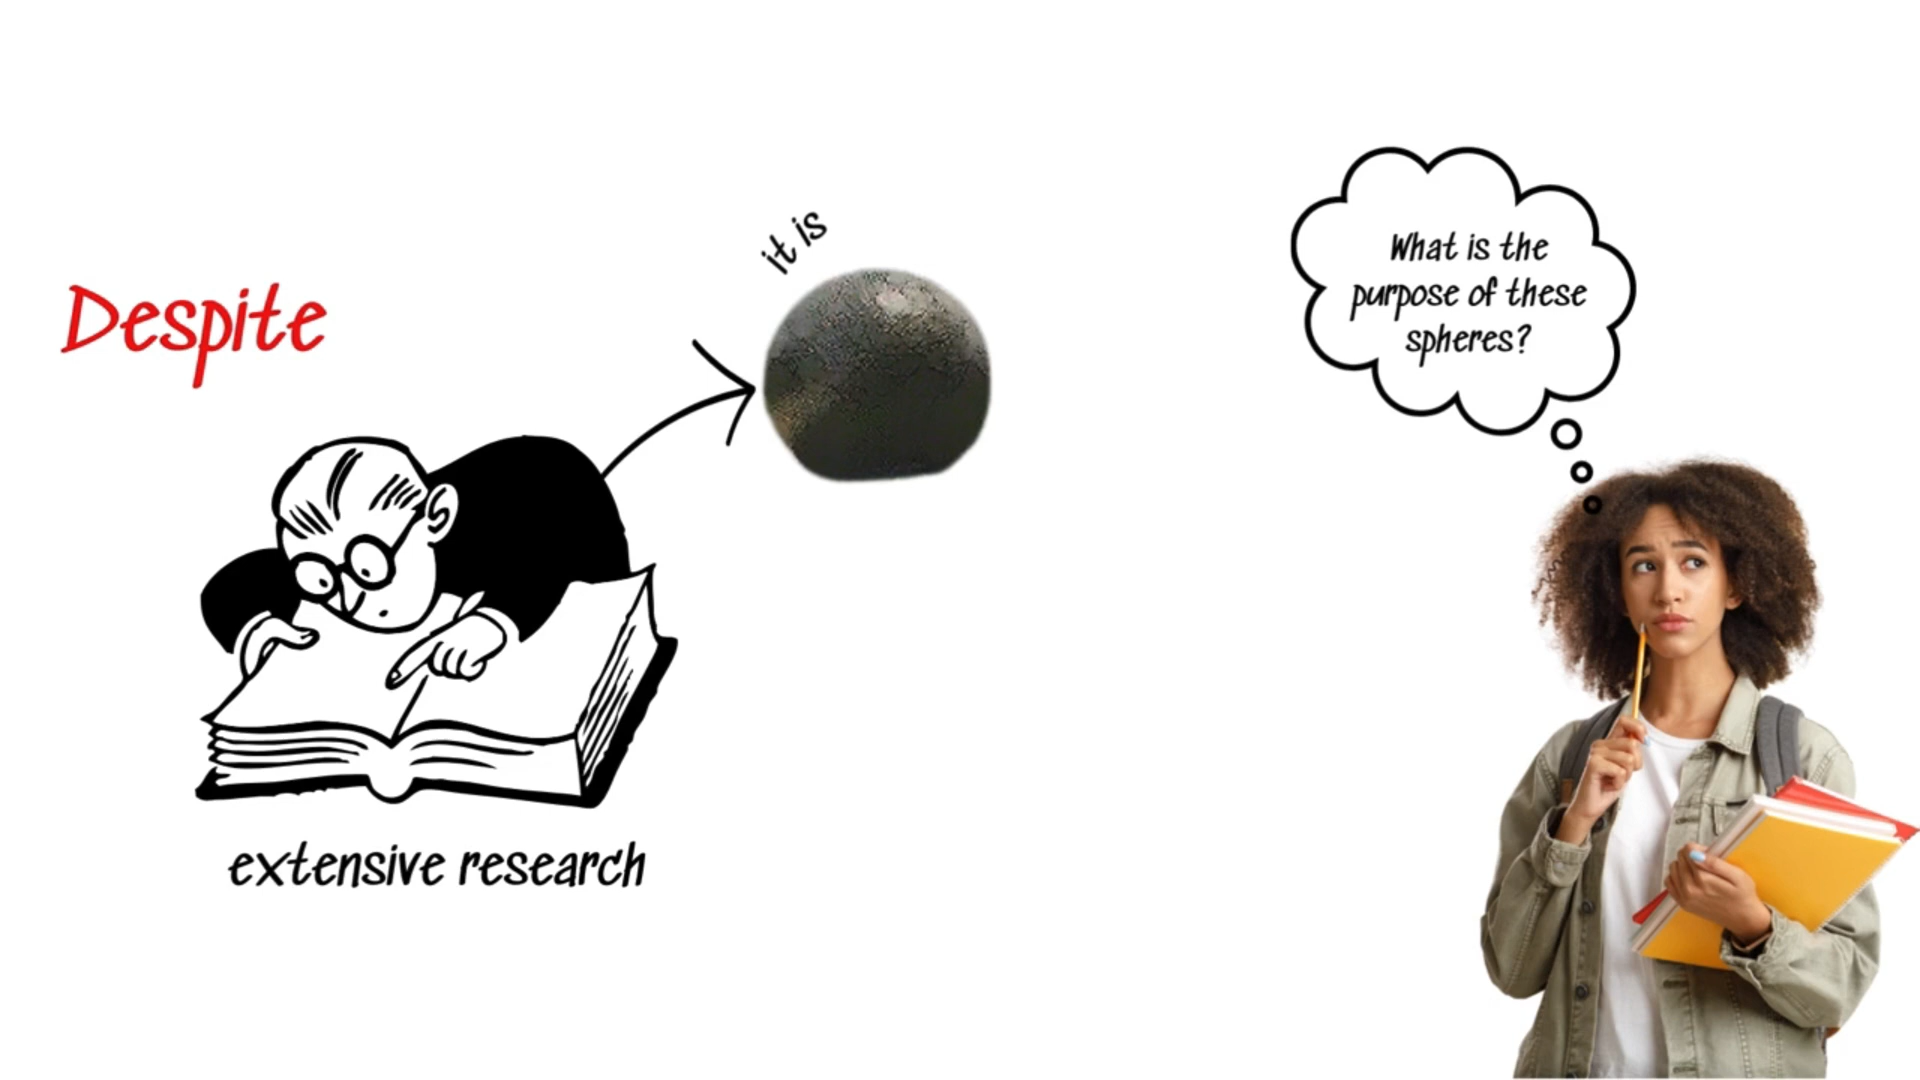 Despite
extensive research
it is
What is the
purpose of these
spheres?